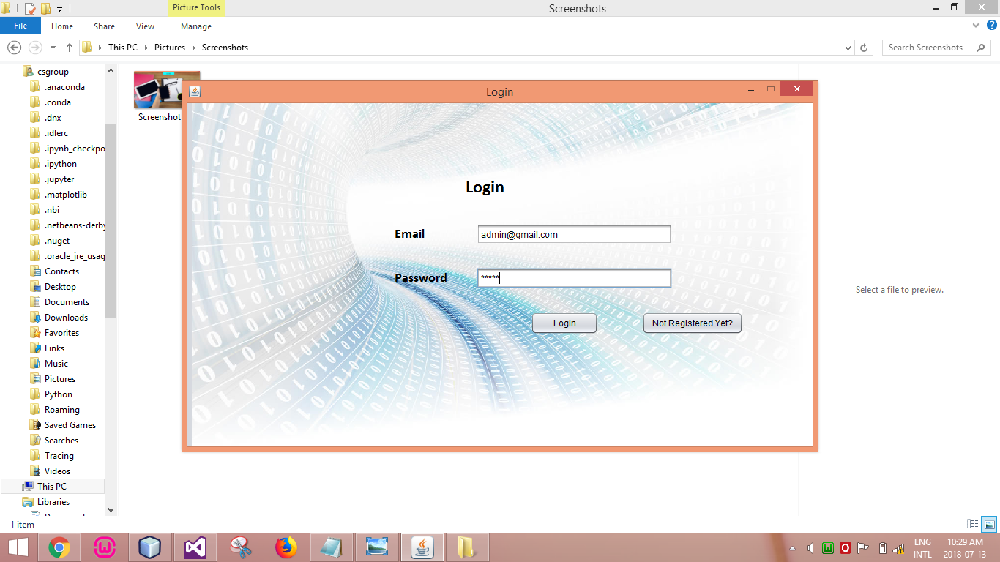 Picture Tools
Screenshots
File
Home
Share
View
Manage
This PC
Pictures
Screenshots
Search Screenshots
csgroup
.anaconda
.conda
.dnx
.idlerc
.ipynb_checkpo
.ipython
.jupyter
.matplotlib
.nbi
.netbeans-derby
.nuget
.oracle_jre_usag
Contacts
Desktop
Documents
Downloads
Favorites
Links
Music
Pictures
Python
Roaming
Saved Games
Searches
Tracing
Videos
This PC
Libraries
Screenshot
Login
Login
Email
admin@gmail.com
Password
*****
Login
Not Registered Yet?
Select a file to preview.
1 item
ENG
INTL
10:29 AM
2018-07-13